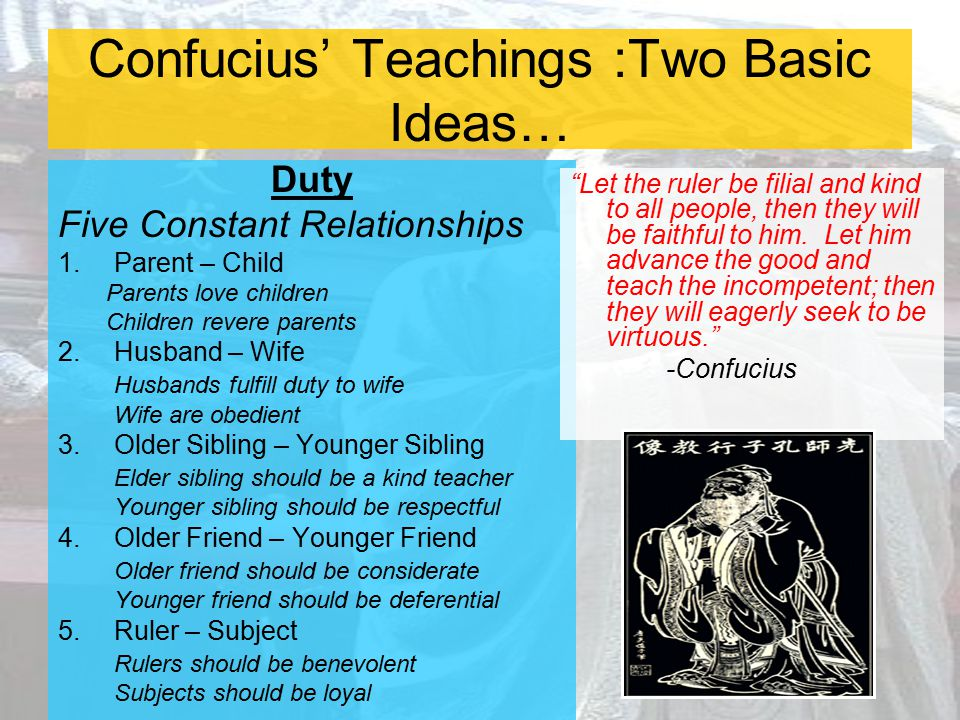 Confucius’ Teachings :Two Basic
Ideas…
Duty
Five Constant Relationships
1. Parent – Child
Parents love children
Children revere parents
2. Husband – Wife
Husbands fulfill duty to wife
Wife are obedient
3. Older Sibling – Younger Sibling
Elder sibling should be a kind teacher
Younger sibling should be respectful
4. Older Friend – Younger Friend
Older friend should be considerate
Younger friend should be deferential
5. Ruler – Subject
Rulers should be benevolent
Subjects should be loyal
“Let the ruler be filial and kind
to all people, then they will
be faithful to him. Let him
advance the good and
teach the incompetent; then
they will eagerly seek to be
virtuous.”
-Confucius
像教行子孔師先